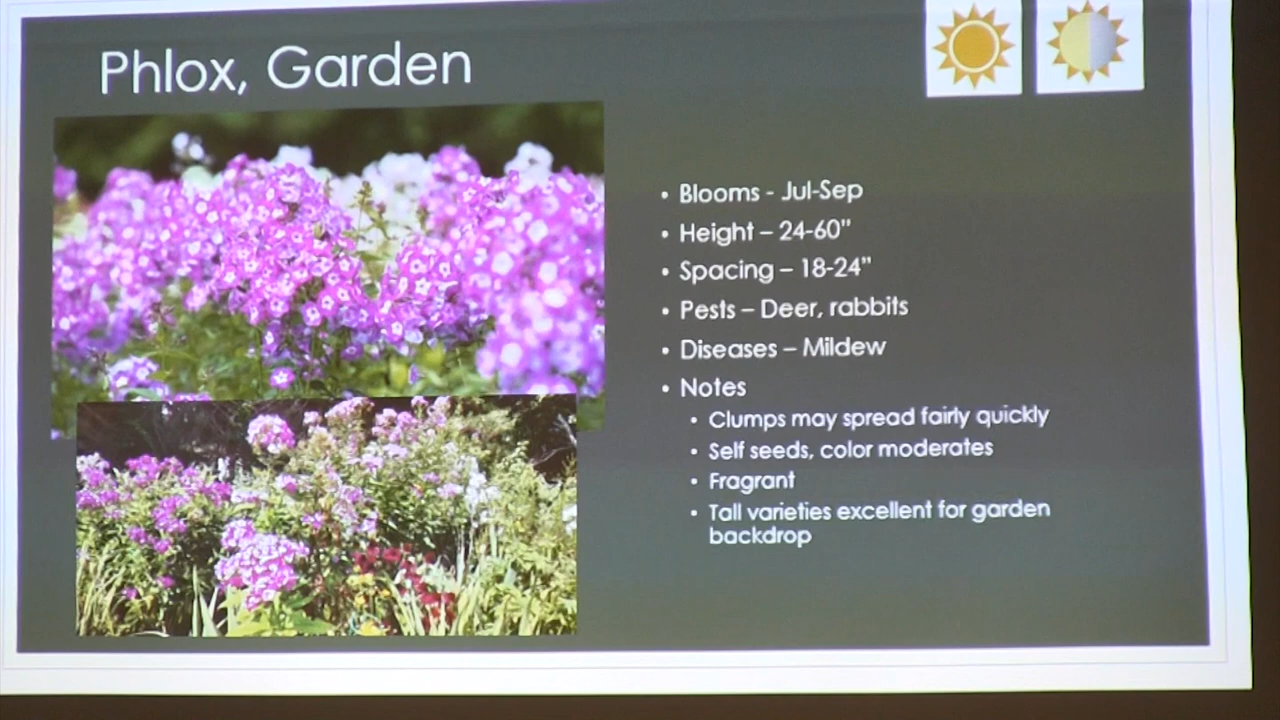 Phlox, Garden
• Blooms - Jul-Sep
• Height – 24-60”
• Spacing – 18-24”
• Pests – Deer, rabbits
• Diseases – Mildew
• Notes
• Clumps may spread fairly quickly
• Self seeds, color moderates
• Fragrant
• Tall varieties excellent for garden
backdrop